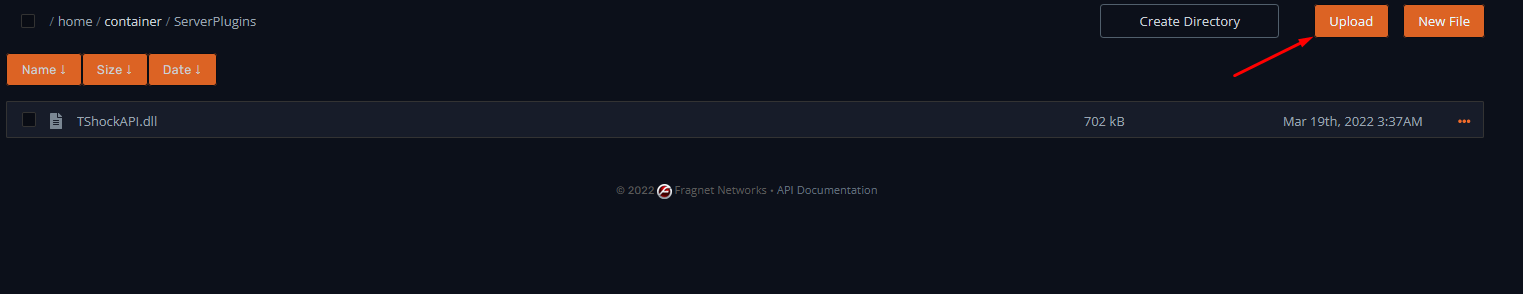 / home / container / ServerPlugins
Create Directory
Upload
New File
Name ↓
Size ↓
Date ↓
TShockAPI.dll
702 kB
Mar 19th, 2022 3:37AM
© 2022 Fragnet Networks • API Documentation